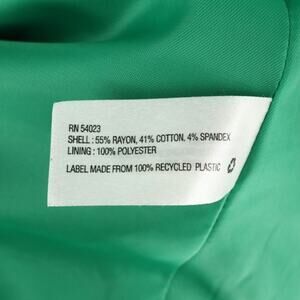 RN 54023
SHELL : 55% RAYON, 41% COTTON, 4% SPANDEX
LINING : 100% POLYESTER
LABEL MADE FROM 100% RECYCLED PLASTIC